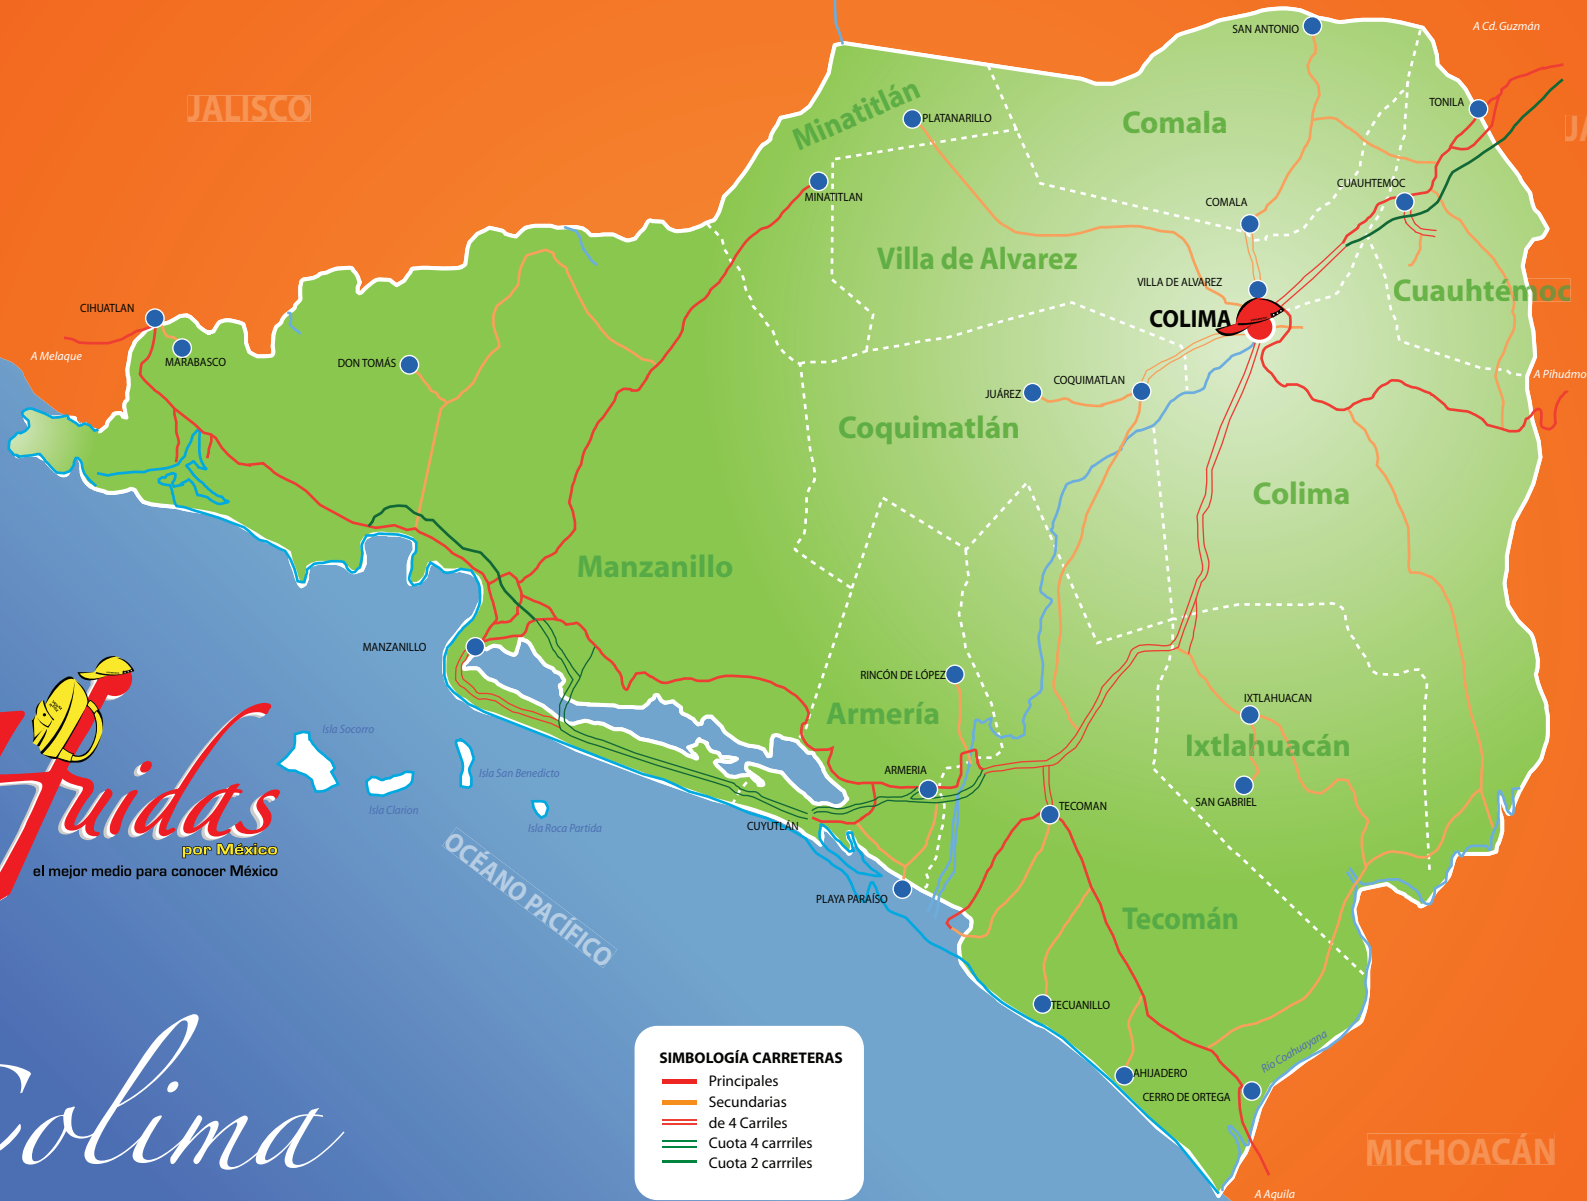 A Cd. Guzmán
SAN ANTONIO
JALISCO
Minatitlán
PLATANARILLO
Comala
TONILA
JA
MINATITLAN
CUAUHTEMOC
COMALA
Villa de Alvarez
VILLA DE ALVAREZ
Cuauhtémoc
CIHUATLAN
COLIMA
A Melaque
MARABASCO
DON TOMÁS
JUÁREZ
COQUIMATLAN
A Pihuámo
Coquimatlán
Colima
Manzanillo
MANZANILLO
RINCÓN DE LÓPEZ
Armería
IXTLAHUACAN
Ixtlahuacán
Isla Socorro
Isla San Benedicto
Isla Clarion
Isla Roca Partida
ARMERIA
SAN GABRIEL
TECOMAN
CUYUTLÁN
Guidas
por México
el mejor medio para conocer México
OCÉANO PACÍFICO
PLAYA PARAÍSO
Tecomán
TECUANILLO
AHIJADERO
CERRO DE ORTEGA
Río Coahuayana
Colima
SIMBOLOGÍA CARRETERAS
Principales
Secundarias
de 4 Carriles
Cuota 4 carrriles
Cuota 2 carrriles
MICHOACÁN
A Aquila